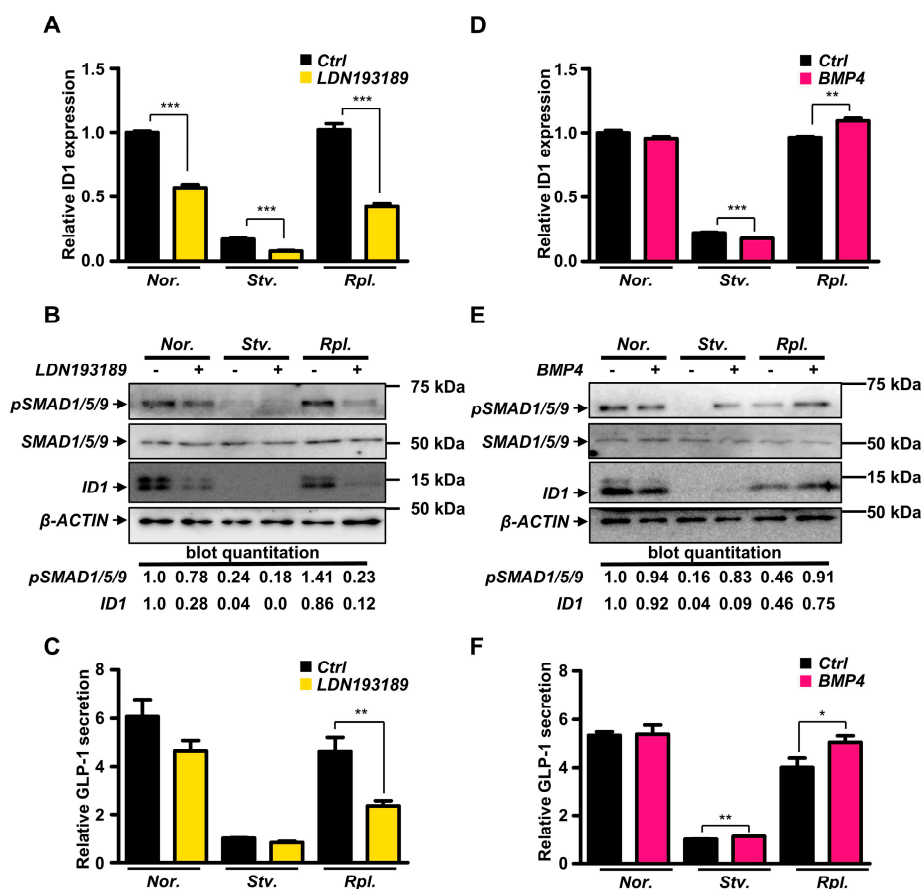 A
Ctrl
LDN193189
Relative ID1 expression
1.5
1.0
0.5
0.0
*** *** ***
Nor. Stv. Rpl.
B
Nor. Stv. Rpl.
LDN193189 - + - + - +
75 kDa
pSMAD1/5/9
SMAD1/5/9
50 kDa
15 kDa
ID1
50 kDa
β-ACTIN
blot quantitation
pSMAD1/5/9 1.0 0.78 0.24 0.18 1.41 0.23
ID1 1.0 0.28 0.04 0.0 0.86 0.12
C
Ctrl
LDN193189
Relative GLP-1 secretion
8
6
4
2
0
**
Nor. Stv. Rpl.
D
Ctrl
BMP4
Relative ID1 expression
1.5
1.0
0.5
0.0
*** **
Nor. Stv. Rpl.
E
Nor. Stv. Rpl.
BMP4 - + - + - +
75 kDa
pSMAD1/5/9
SMAD1/5/9
50 kDa
15 kDa
ID1
50 kDa
β-ACTIN
blot quantitation
pSMAD1/5/9 1.0 0.94 0.16 0.83 0.46 0.91
ID1 1.0 0.92 0.04 0.09 0.46 0.75
F
Ctrl
BMP4
Relative GLP-1 secretion
8
6
4
2
0
** *
Nor. Stv. Rpl.